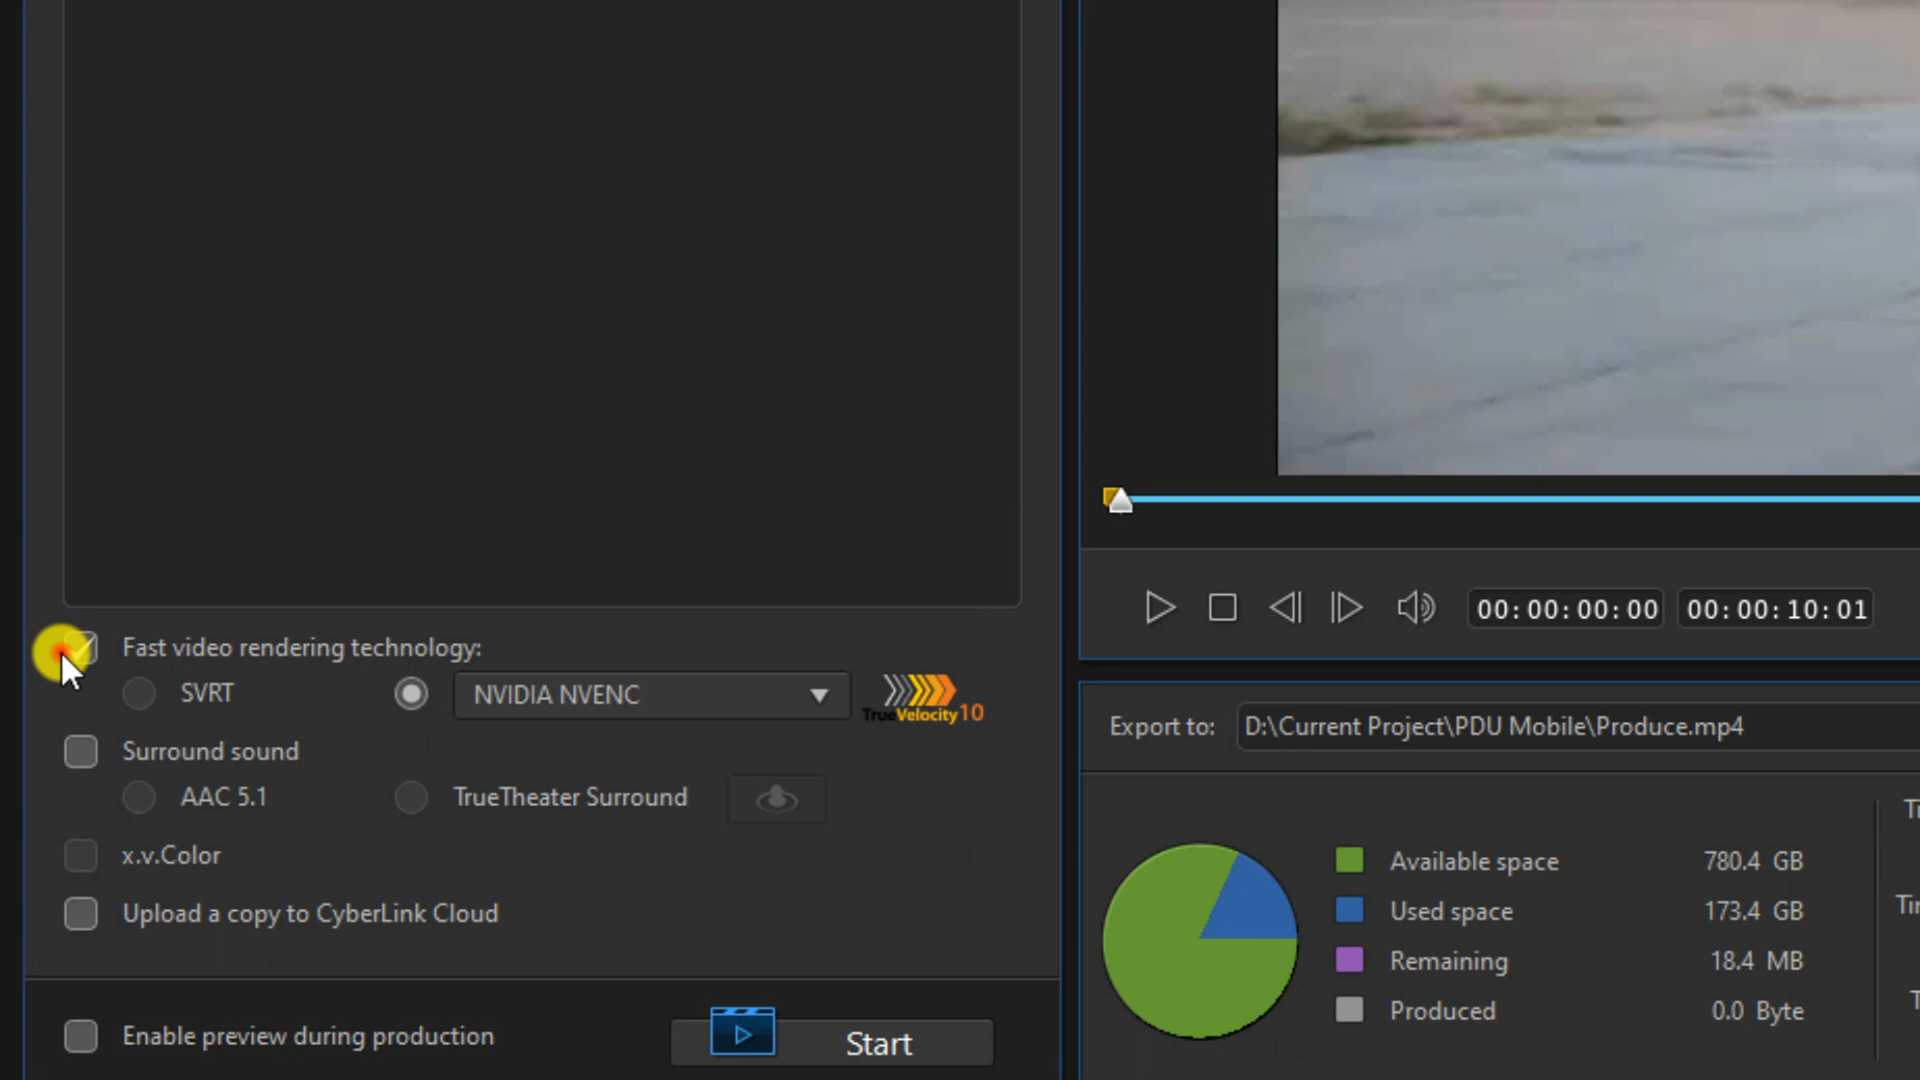 Fast video rendering technology:
SVRT
NVIDIA NVENC
TrueVelocity10
Surround sound
AAC 5.1
TrueTheater Surround
x.v.Color
Upload a copy to CyberLink Cloud
Enable preview during production
Start
00:00:00:00
00:00:10:01
Export to:
D:\Current Project\PDU Mobile\Produce.mp4
Available space 780.4 GB
Used space 173.4 GB
Remaining 18.4 MB
Produced 0.0 Byte